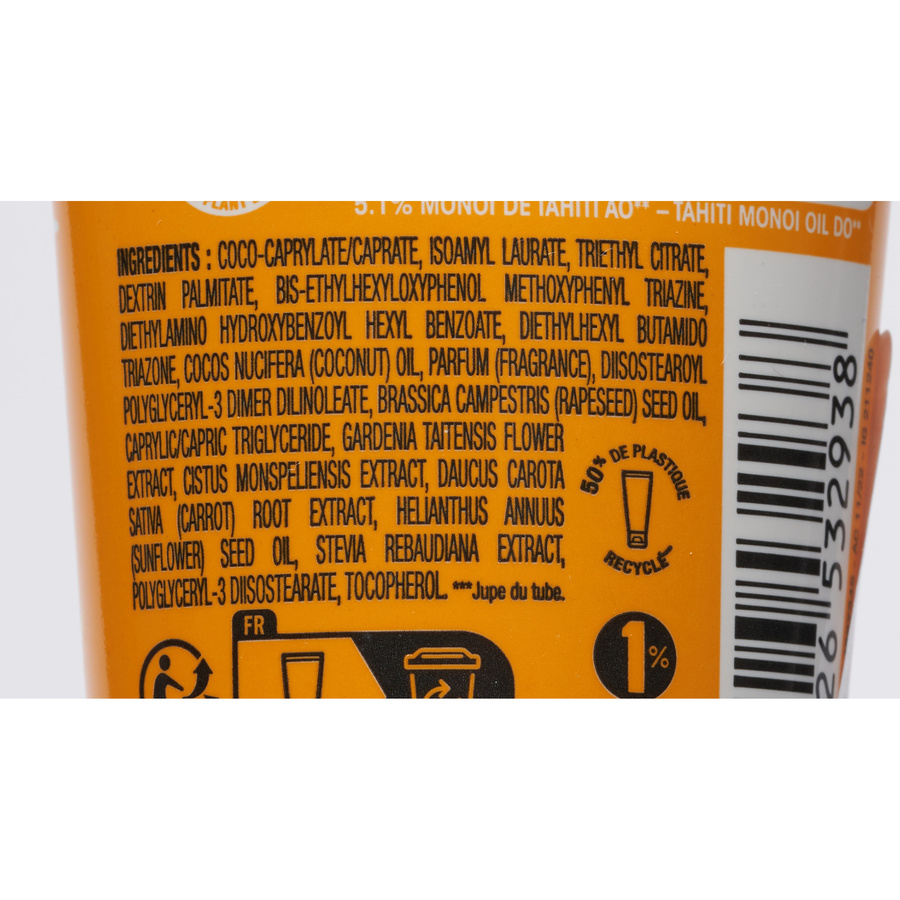 PLANT
5.1% MONOÏ DE TAHITI AO** – TAHITI MONOI OIL DO**
INGREDIENTS : COCO-CAPRYLATE/CAPRATE, ISOAMYL LAURATE, TRIETHYL CITRATE,
DEXTRIN PALMITATE, BIS-ETHYLHEXYLOXYPHENOL METHOXYPHENYL TRIAZINE,
DIETHYLAMINO HYDROXYBENZOYL HEXYL BENZOATE, DIETHYLHEXYL BUTAMIDO
TRIAZONE, COCOS NUCIFERA (COCONUT) OIL, PARFUM (FRAGRANCE), DIISOSTEAROYL
POLYGLYCERYL-3 DIMER DILINOLEATE, BRASSICA CAMPESTRIS (RAPESEED) SEED OIL,
CAPRYLIC/CAPRIC TRIGLYCERIDE, GARDENIA TAITENSIS FLOWER
EXTRACT, CISTUS MONSPELIENSIS EXTRACT, DAUCUS CAROTA
SATIVA (CARROT) ROOT EXTRACT, HELIANTHUS ANNUUS
(SUNFLOWER) SEED OIL, STEVIA REBAUDIANA EXTRACT,
POLYGLYCERYL-3 DIISOSTEARATE, TOCOPHEROL. ***Jupe du tube.
50% DE PLASTIQUE
RECYCLÉ
FR
1%
26 532938